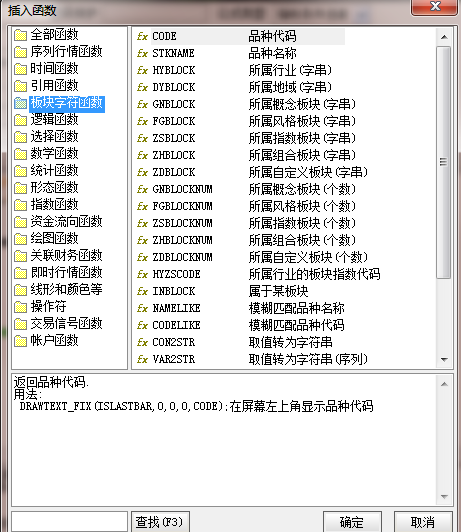 插入函数
全部函数
序列行情函数
时间函数
引用函数
板块字符函数
逻辑函数
选择函数
数学函数
统计函数
形态函数
指数函数
资金流向函数
绘图函数
关联财务函数
即时行情函数
线形和颜色等
操作符
交易信号函数
帐户函数
fx CODE 品种代码
fx STKNAME 品种名称
fx HYBLOCK 所属行业(字串)
fx DYBLOCK 所属地域(字串)
fx GNBLOCK 所属概念板块(字串)
fx FGBLOCK 所属风格板块(字串)
fx ZSBLOCK 所属指数板块(字串)
fx ZHBLOCK 所属组合板块(字串)
fx ZDBLOCK 所属自定义板块(字串)
fx GNBLOCKNUM 所属概念板块(个数)
fx FGBLOCKNUM 所属风格板块(个数)
fx ZSBLOCKNUM 所属指数板块(个数)
fx ZHBLOCKNUM 所属组合板块(个数)
fx ZDBLOCKNUM 所属自定义板块(个数)
fx HYZSCODE 所属行业的板块指数代码
fx INBLOCK 属于某板块
fx NAMELIKE 模糊匹配品种名称
fx CODELIKE 模糊匹配品种代码
fx CON2STR 取值转为字符串
fx VAR2STR 取值转为字符串(序列)
返回品种代码.
用法:
DRAWTEXT_FIX(ISLASTBAR,0,0,0,CODE);在屏幕左上角显示品种代码
查找(F3)
确定
取消